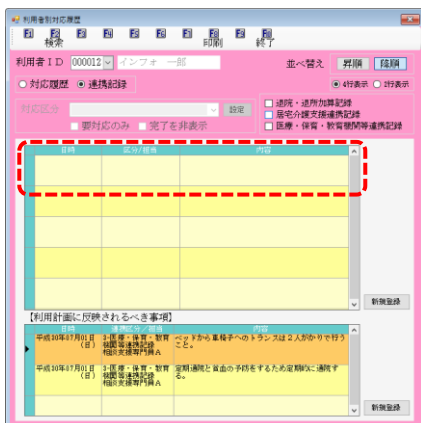 利用者別対応履歴
F1 F2 F3 F4 F5 F6 F7 F8 F9
検索 印刷 終了
利用者ID 000012 インフォ 一郎 並べ替え 昇順 降順
対応履歴 連携記録 4行表示 2行表示
対応区分 設定 退院・退所加算記録
居宅介護支援連携記録
要対応のみ 完了を非表示 医療・保育・教育機関等連携記録
日時 区分/担当 内容
新規登録
【利用計画に反映されるべき事項】
日時 連携区分/担当 内容
平成30年07月01日 3-医療・保育・教育 ベッドから車椅子へのトランスは2人がかりで行う
(日) 機関等連携記録 こと。
相談支援専門員A
平成30年07月01日 3-医療・保育・教育 定期通院と貧血の予防をするため定期的に通院す
(日) 機関等連携記録 る。
相談支援専門員A
新規登録